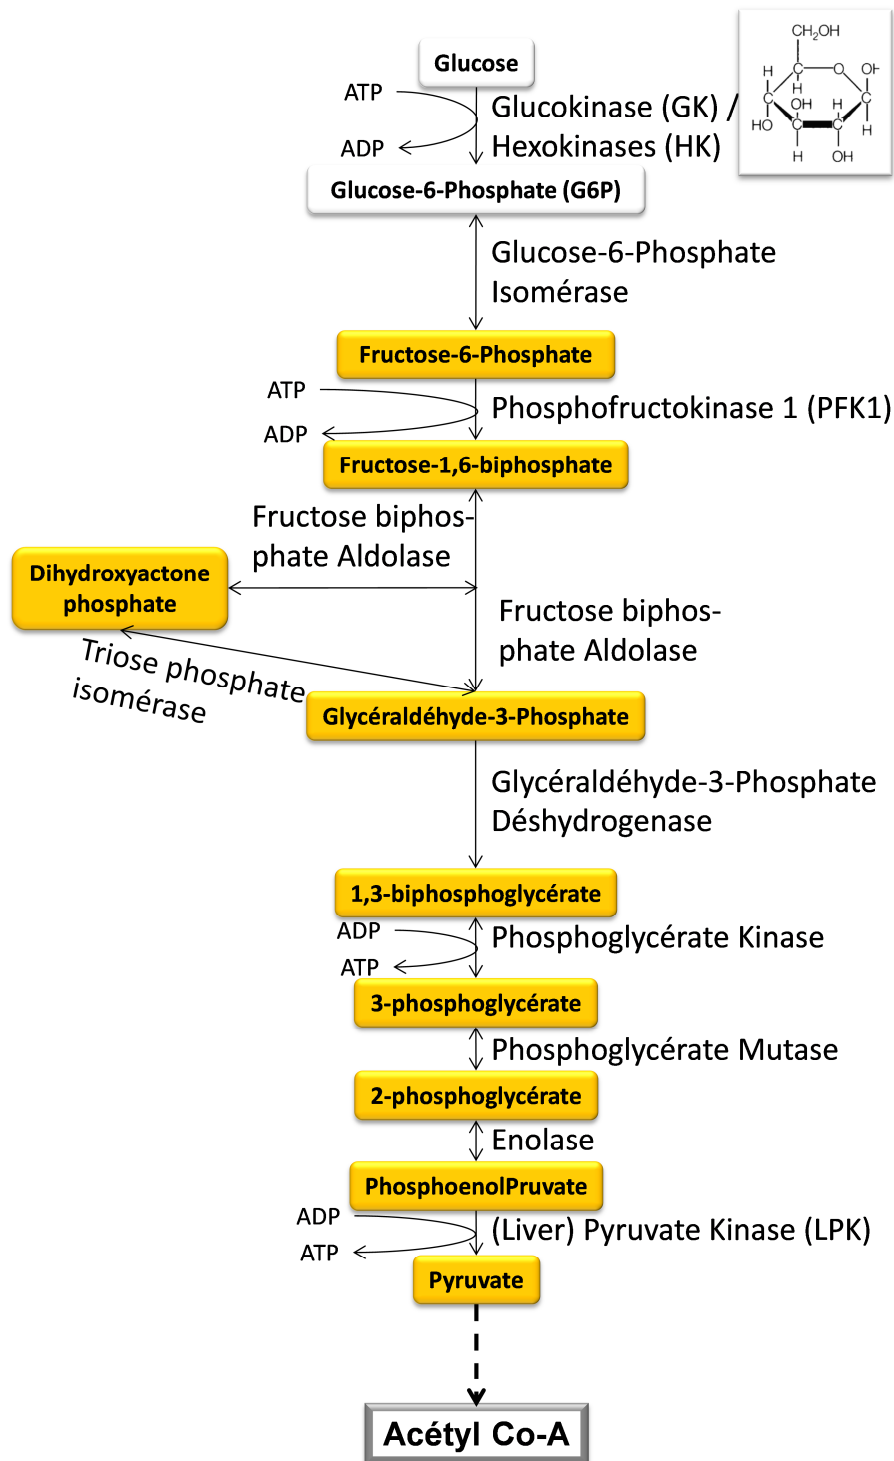 Glucose
CH2OH
H
C
O
OH
H
C
OH
H
C
HO
C
C
H
H
OH
ATP
ADP
Glucokinase (GK) /
Hexokinases (HK)
Glucose-6-Phosphate (G6P)
Glucose-6-Phosphate
Isomérase
Fructose-6-Phosphate
ATP
ADP
Phosphofructokinase 1 (PFK1)
Fructose-1,6-biphosphate
Fructose biphos-
phate Aldolase
Dihydroxyactone
phosphate
Fructose biphos-
phate Aldolase
Triose phosphate
isomérase
Glycéraldéhyde-3-Phosphate
Glycéraldéhyde-3-Phosphate
Déshydrogenase
1,3-biphosphoglycérate
ADP
ATP
Phosphoglycérate Kinase
3-phosphoglycérate
Phosphoglycérate Mutase
2-phosphoglycérate
Enolase
PhosphoenolPruvate
ADP
ATP
(Liver) Pyruvate Kinase (LPK)
Pyruvate
Acétyl Co-A